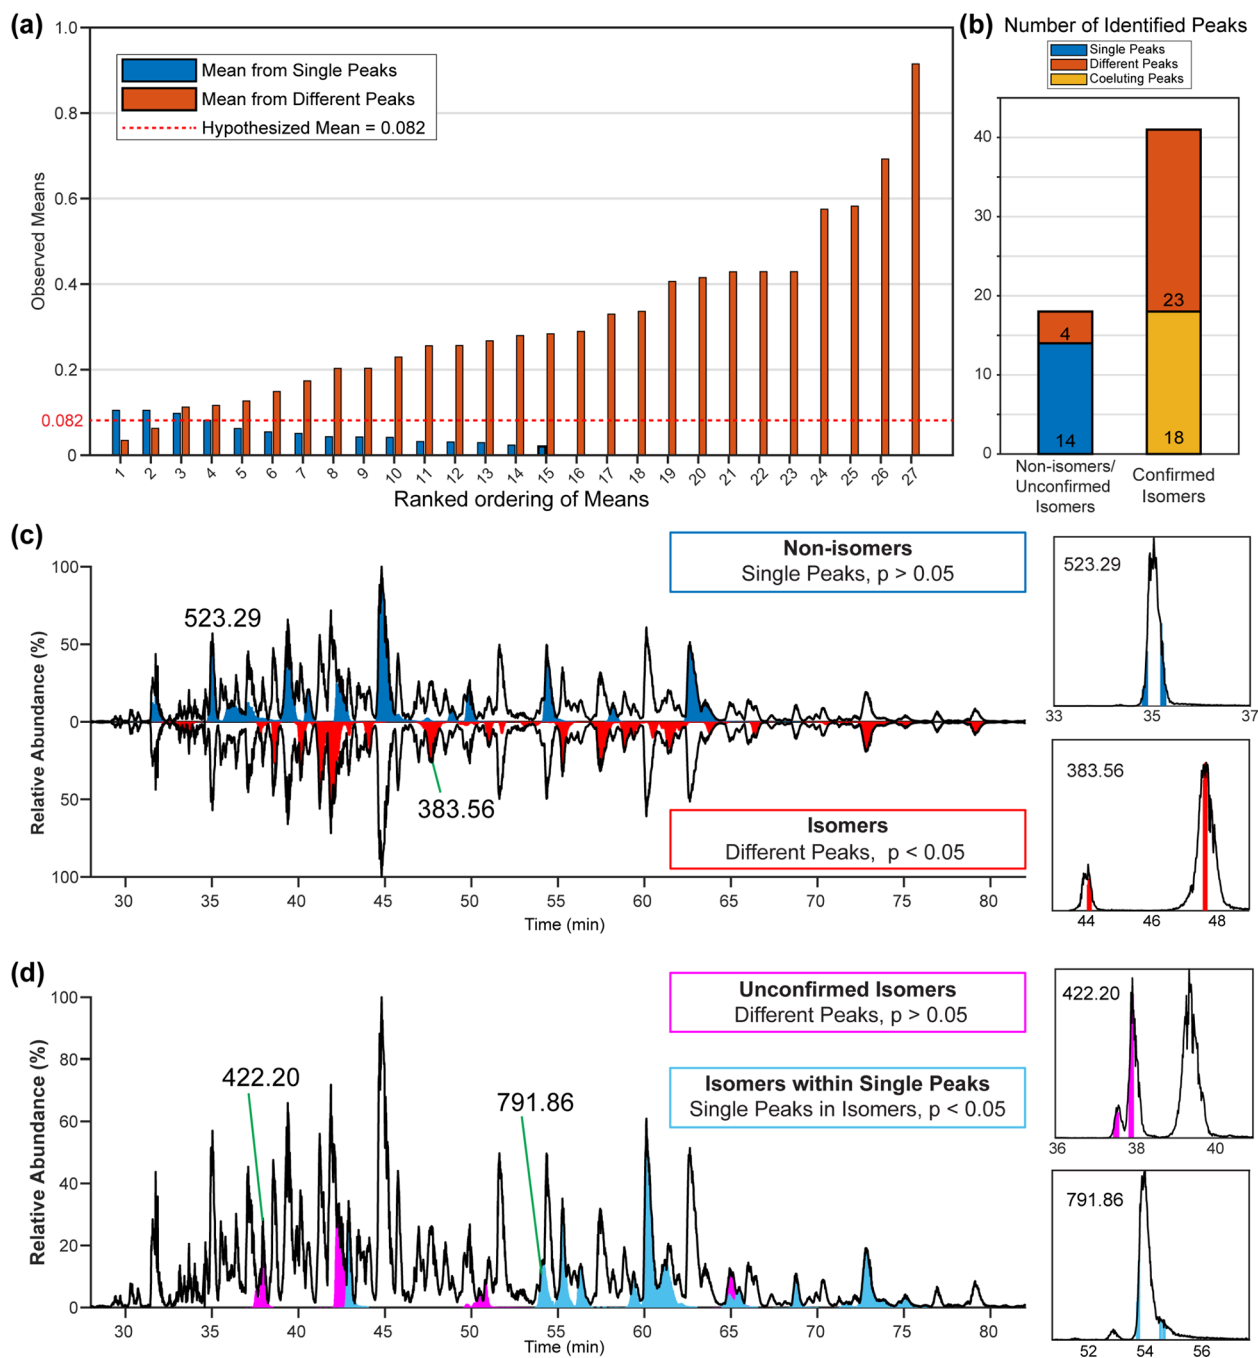 (a)
1.0
0.8
0.6
0.4
0.2
0.082
0
Observed Means
Mean from Single Peaks
Mean from Different Peaks
Hypothesized Mean = 0.082
1 2 3 4 5 6 7 8 9 10 11 12 13 14 15 16 17 18 19 20 21 22 23 24 25 26 27
Ranked ordering of Means
(b) Number of Identified Peaks
Single Peaks
Different Peaks
Coeluting Peaks
40
30
20
10
0
4
14
23
18
Non-isomers/
Unconfirmed
Isomers
Confirmed
Isomers
(c)
Relative Abundance (%)
100
50
0
50
100
523.29
383.56
Non-isomers
Single Peaks, p > 0.05
Isomers
Different Peaks, p < 0.05
30 35 40 45 50 55 60 65 70 75 80
Time (min)
523.29
33 35 37
383.56
44 46 48
(d)
Relative Abundance (%)
100
80
60
40
20
0
422.20
791.86
Unconfirmed Isomers
Different Peaks, p > 0.05
Isomers within Single Peaks
Single Peaks in Isomers, p < 0.05
30 35 40 45 50 55 60 65 70 75 80
Time (min)
422.20
36 38 40
791.86
52 54 56